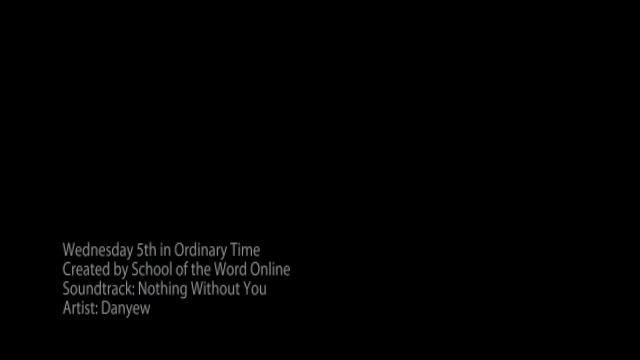 Wednesday 5th in Ordinary Time
Created by School of the Word Online
Soundtrack: Nothing Without You
Artist: Danyew